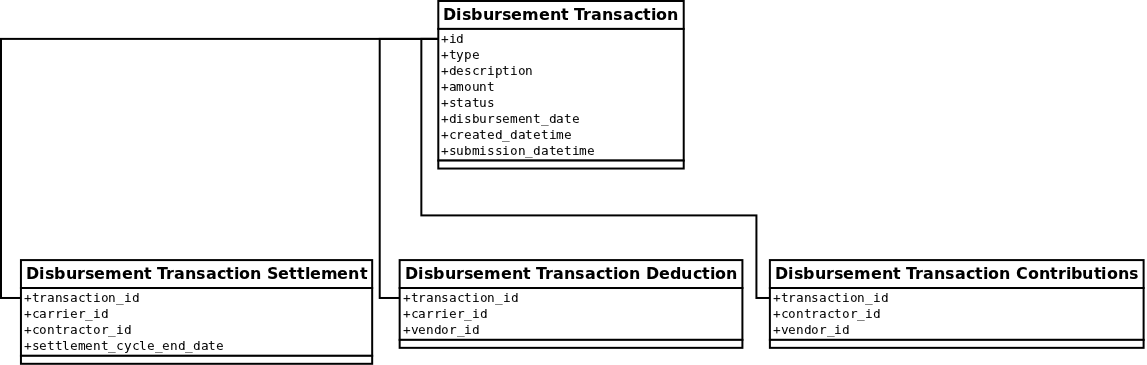 Disbursement Transaction
+id
+type
+description
+amount
+status
+disbursement_date
+created_datetime
+submission_datetime
Disbursement Transaction Settlement
+transaction_id
+carrier_id
+contractor_id
+settlement_cycle_end_date
Disbursement Transaction Deduction
+transaction_id
+carrier_id
+vendor_id
Disbursement Transaction Contributions
+transaction_id
+contractor_id
+vendor_id